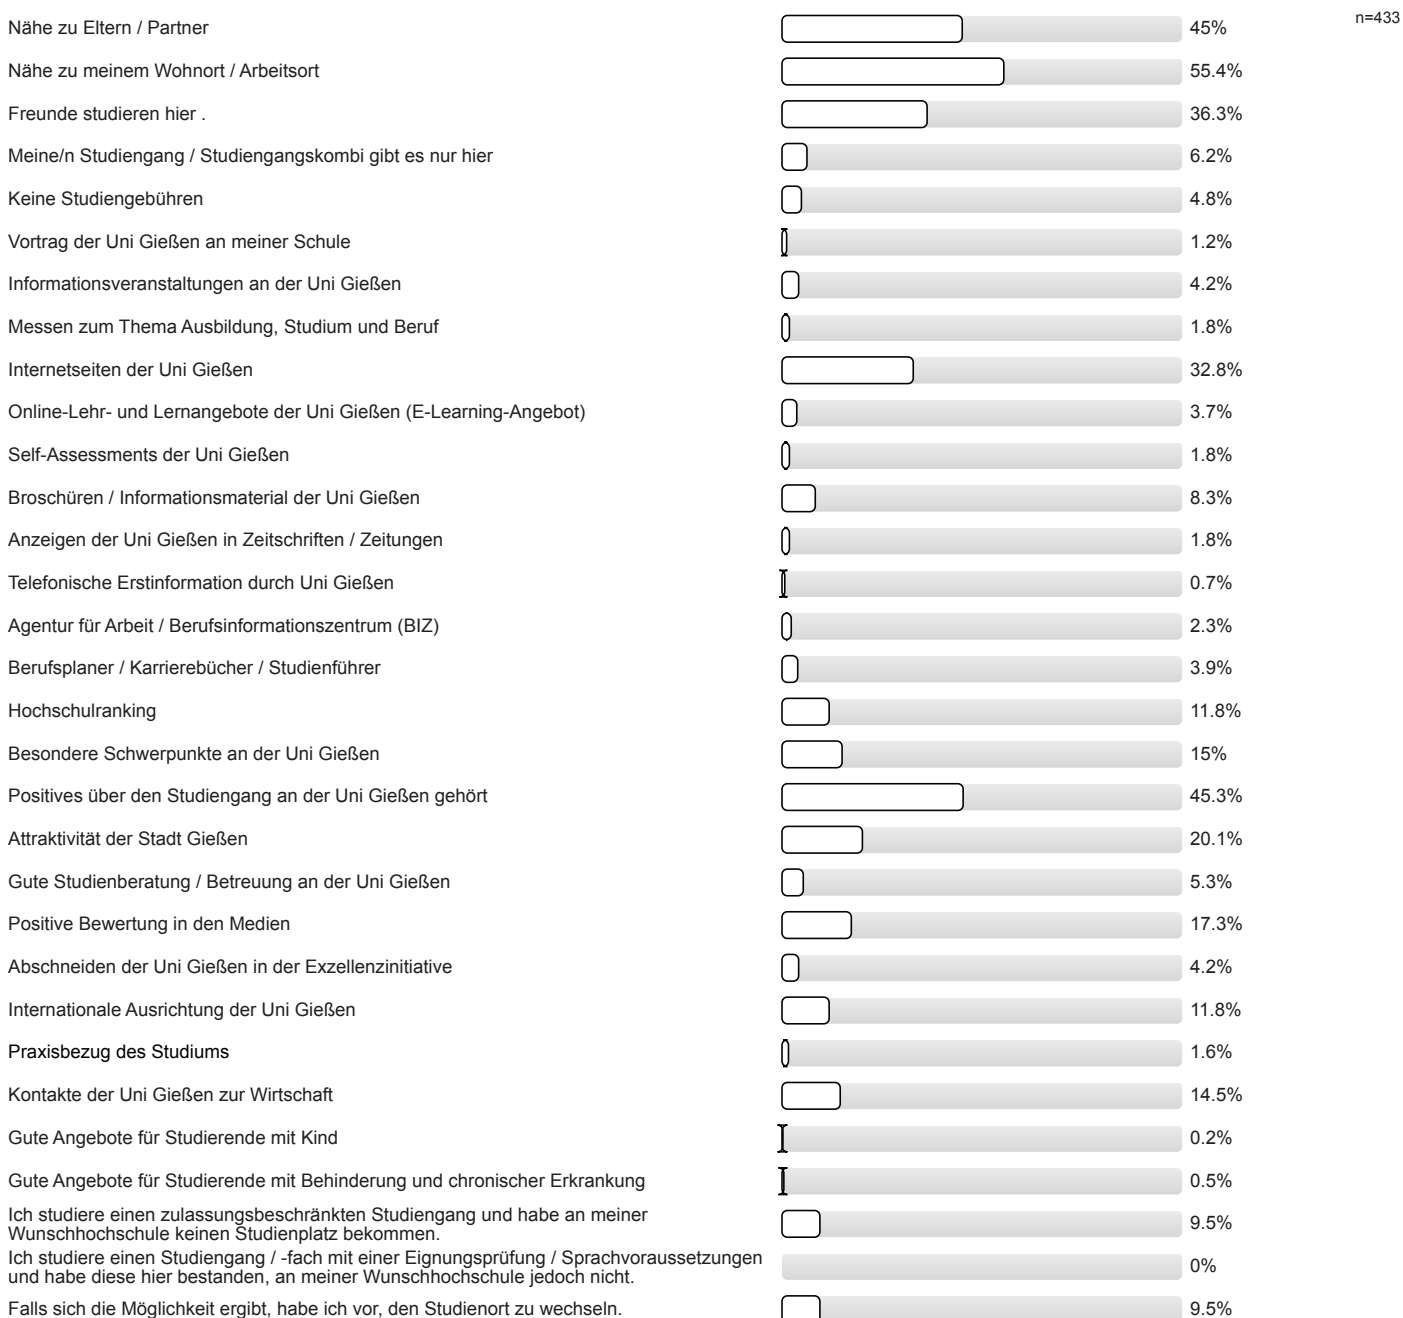 Nähe zu Eltern / Partner 45% n=433
Nähe zu meinem Wohnort / Arbeitsort 55.4%
Freunde studieren hier . 36.3%
Meine/n Studiengang / Studiengangskombi gibt es nur hier 6.2%
Keine Studiengebühren 4.8%
Vortrag der Uni Gießen an meiner Schule 1.2%
Informationsveranstaltungen an der Uni Gießen 4.2%
Messen zum Thema Ausbildung, Studium und Beruf 1.8%
Internetseiten der Uni Gießen 32.8%
Online-Lehr- und Lernangebote der Uni Gießen (E-Learning-Angebot) 3.7%
Self-Assessments der Uni Gießen 1.8%
Broschüren / Informationsmaterial der Uni Gießen 8.3%
Anzeigen der Uni Gießen in Zeitschriften / Zeitungen 1.8%
Telefonische Erstinformation durch Uni Gießen 0.7%
Agentur für Arbeit / Berufsinformationszentrum (BIZ) 2.3%
Berufsplaner / Karrierebücher / Studienführer 3.9%
Hochschulranking 11.8%
Besondere Schwerpunkte an der Uni Gießen 15%
Positives über den Studiengang an der Uni Gießen gehört 45.3%
Attraktivität der Stadt Gießen 20.1%
Gute Studienberatung / Betreuung an der Uni Gießen 5.3%
Positive Bewertung in den Medien 17.3%
Abschneiden der Uni Gießen in der Exzellenzinitiative 4.2%
Internationale Ausrichtung der Uni Gießen 11.8%
Praxisbezug des Studiums 1.6%
Kontakte der Uni Gießen zur Wirtschaft 14.5%
Gute Angebote für Studierende mit Kind 0.2%
Gute Angebote für Studierende mit Behinderung und chronischer Erkrankung 0.5%
Ich studiere einen zulassungsbeschränkten Studiengang und habe an meiner
Wunschhochschule keinen Studienplatz bekommen. 9.5%
Ich studiere einen Studiengang / -fach mit einer Eignungsprüfung / Sprachvoraussetzungen
und habe diese hier bestanden, an meiner Wunschhochschule jedoch nicht. 0%
Falls sich die Möglichkeit ergibt, habe ich vor, den Studienort zu wechseln. 9.5%